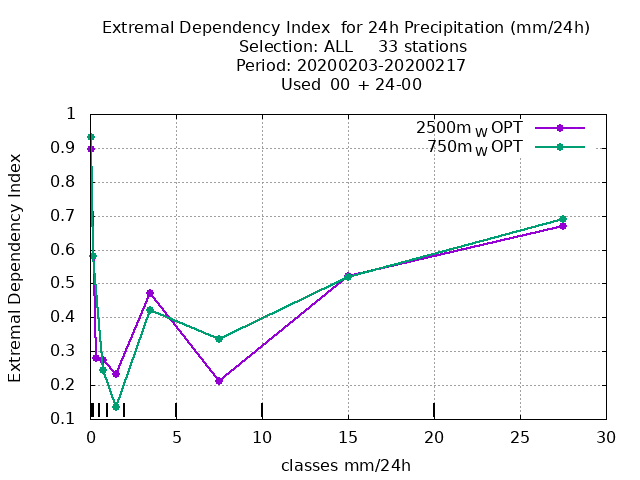 Extremal Dependency Index  for 24h Precipitation (mm/24h)
Selection: ALL     33 stations
Period: 20200203-20200217
Used  00 + 24-00
2500m W OPT
750m W OPT
Extremal Dependency Index
1
0.9
0.8
0.7
0.6
0.5
0.4
0.3
0.2
0.1
0 5 10 15 20 25 30
classes mm/24h